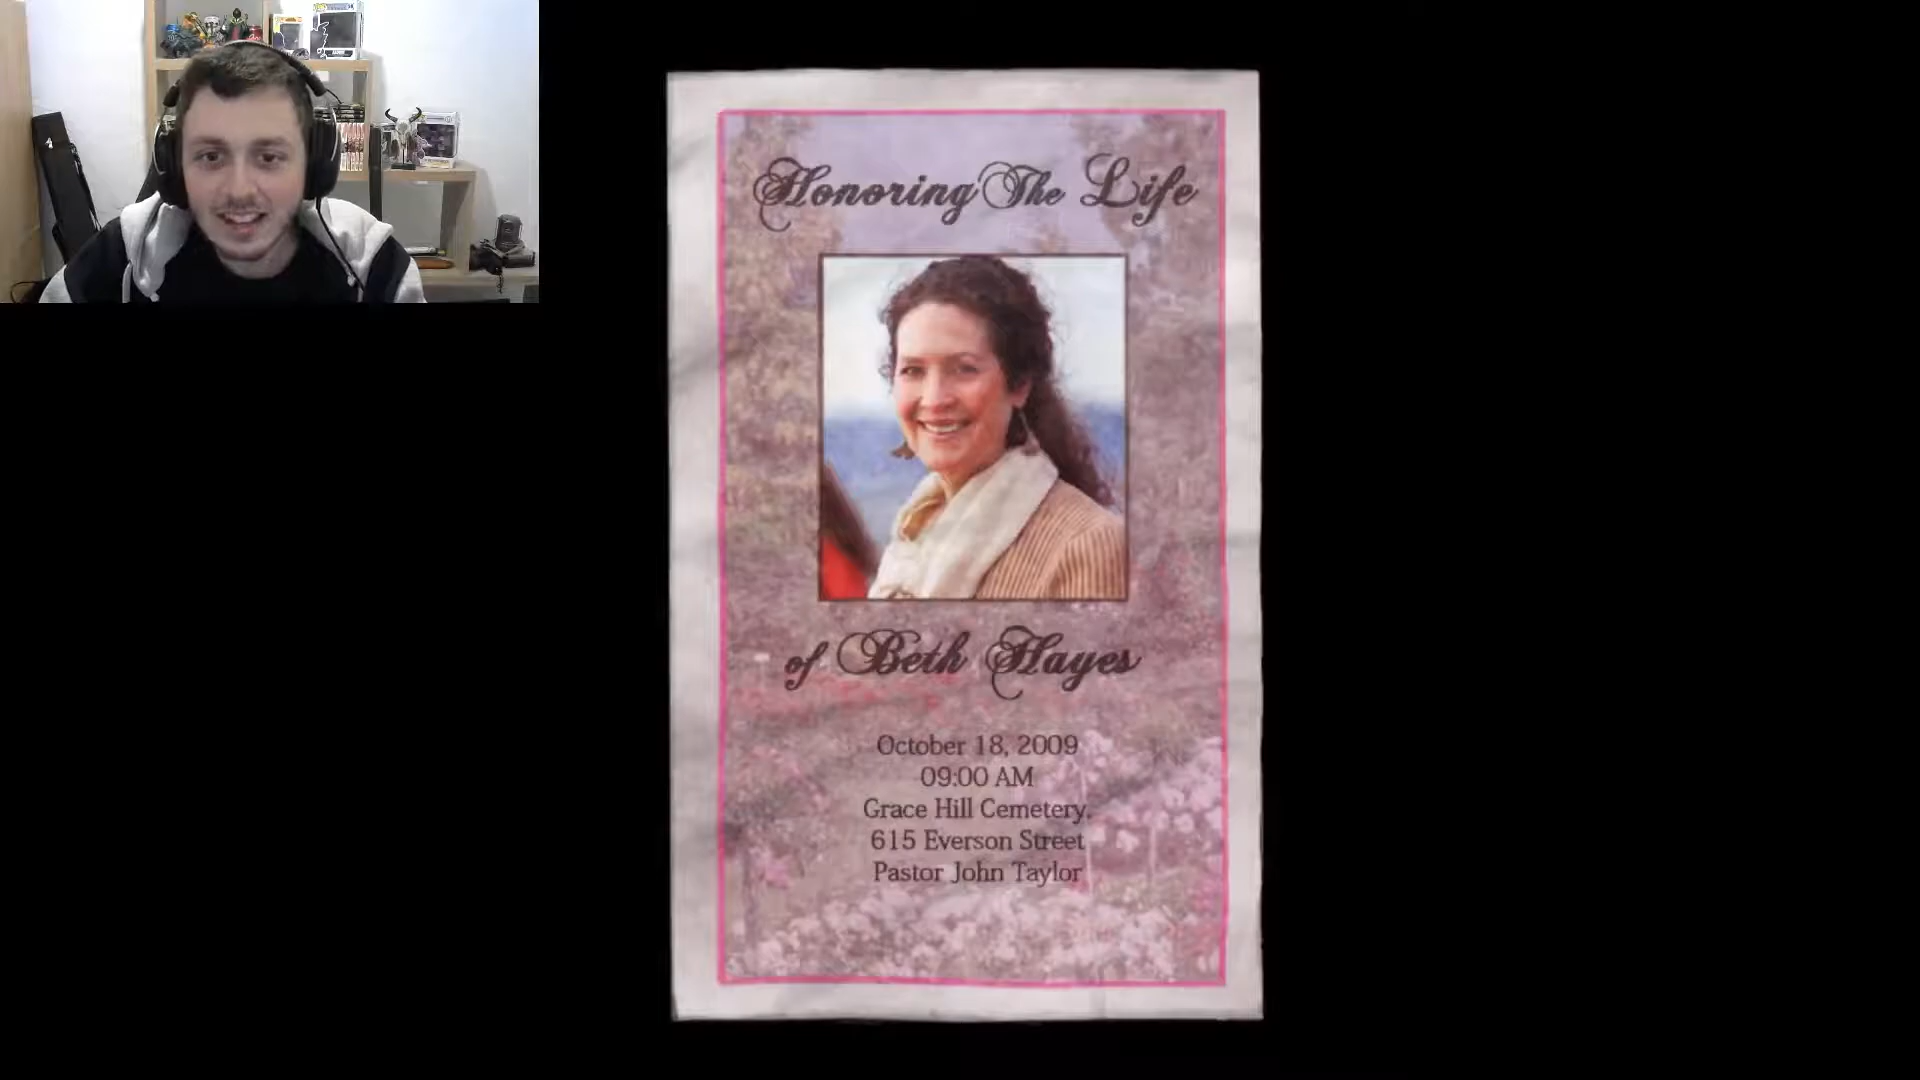 Honoring The Life
of Beth Hayes
October 18, 2009
09:00 AM
Grace Hill Cemetery.
615 Everson Street
Pastor John Taylor